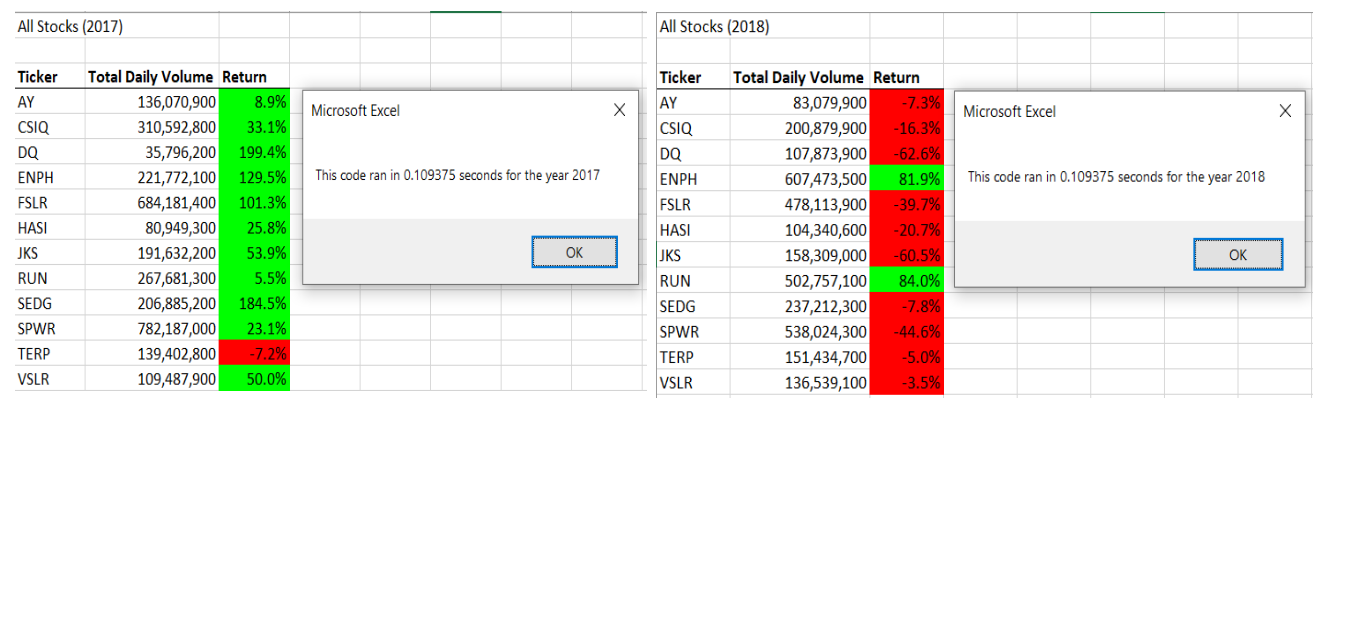 All Stocks (2017)
Ticker Total Daily Volume Return
AY 136,070,900 8.9%
CSIQ 310,592,800 33.1%
DQ 35,796,200 199.4%
ENPH 221,772,100 129.5%
FSLR 684,181,400 101.3%
HASI 80,949,300 25.8%
JKS 191,632,200 53.9%
RUN 267,681,300 5.5%
SEDG 206,885,200 184.5%
SPWR 782,187,000 23.1%
TERP 139,402,800 -7.2%
VSLR 109,487,900 50.0%
Microsoft Excel
This code ran in 0.109375 seconds for the year 2017
OK
All Stocks (2018)
Ticker Total Daily Volume Return
AY 83,079,900 -7.3%
CSIQ 200,879,900 -16.3%
DQ 107,873,900 -62.6%
ENPH 607,473,500 81.9%
FSLR 478,113,900 -39.7%
HASI 104,340,600 -20.7%
JKS 158,309,000 -60.5%
RUN 502,757,100 84.0%
SEDG 237,212,300 -7.8%
SPWR 538,024,300 -44.6%
TERP 151,434,700 -5.0%
VSLR 136,539,100 -3.5%
Microsoft Excel
This code ran in 0.109375 seconds for the year 2018
OK